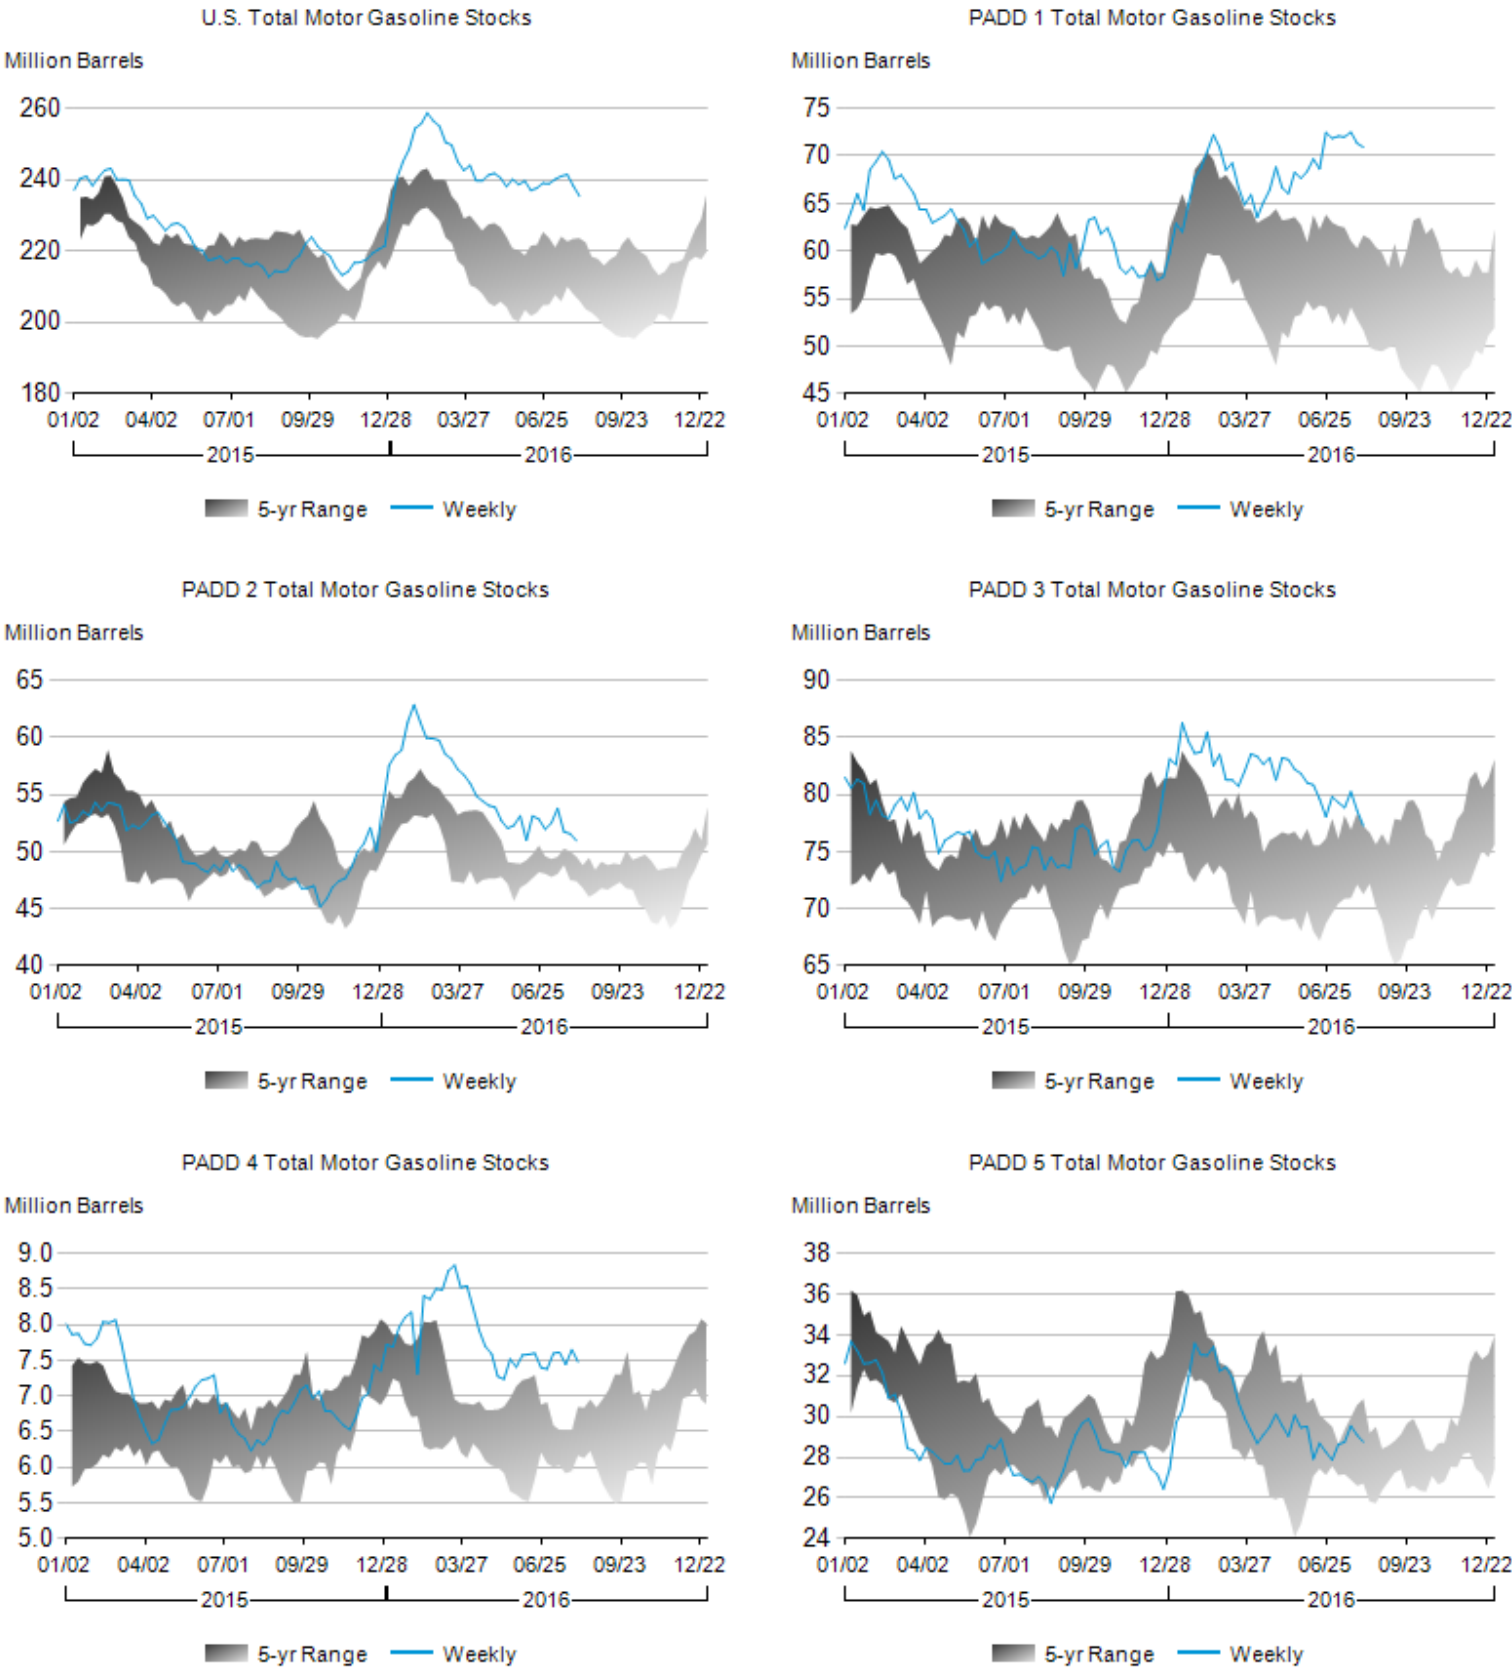 U.S. Total Motor Gasoline Stocks
Million Barrels
260
240
220
200
180
01/02 04/02 07/01 09/29 12/28 03/27 06/25 09/23 12/22
2015 2016
5-yr Range Weekly
PADD 1 Total Motor Gasoline Stocks
Million Barrels
75
70
65
60
55
50
45
01/02 04/02 07/01 09/29 12/28 03/27 06/25 09/23 12/22
2015 2016
5-yr Range Weekly
PADD 2 Total Motor Gasoline Stocks
Million Barrels
65
60
55
50
45
40
01/02 04/02 07/01 09/29 12/28 03/27 06/25 09/23 12/22
2015 2016
5-yr Range Weekly
PADD 3 Total Motor Gasoline Stocks
Million Barrels
90
85
80
75
70
65
01/02 04/02 07/01 09/29 12/28 03/27 06/25 09/23 12/22
2015 2016
5-yr Range Weekly
PADD 4 Total Motor Gasoline Stocks
Million Barrels
9.0
8.5
8.0
7.5
7.0
6.5
6.0
5.5
5.0
01/02 04/02 07/01 09/29 12/28 03/27 06/25 09/23 12/22
2015 2016
5-yr Range Weekly
PADD 5 Total Motor Gasoline Stocks
Million Barrels
38
36
34
32
30
28
26
24
01/02 04/02 07/01 09/29 12/28 03/27 06/25 09/23 12/22
2015 2016
5-yr Range Weekly